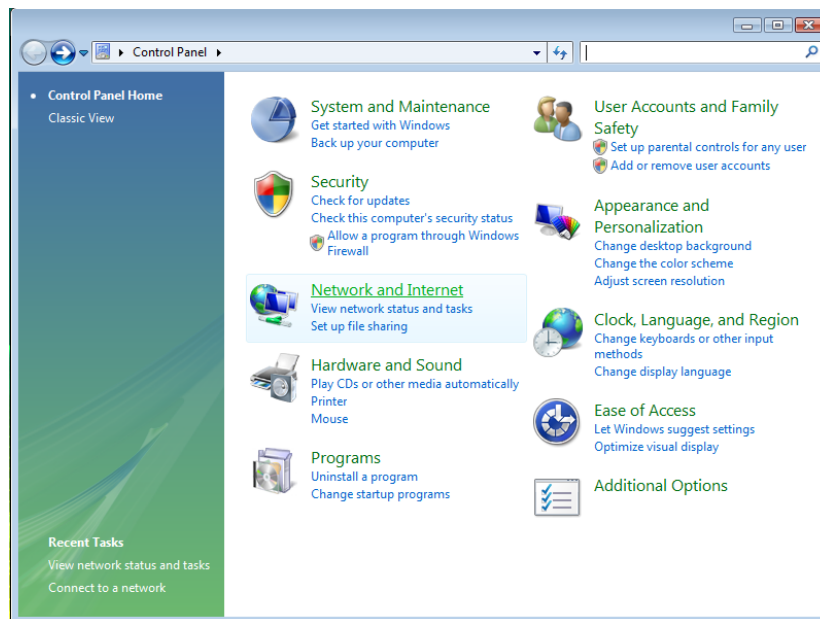 Control Panel
Control Panel Home
Classic View
System and Maintenance
Get started with Windows
Back up your computer
Security
Check for updates
Check this computer's security status
Allow a program through Windows
Firewall
Network and Internet
View network status and tasks
Set up file sharing
Hardware and Sound
Play CDs or other media automatically
Printer
Mouse
Programs
Uninstall a program
Change startup programs
User Accounts and Family
Safety
Set up parental controls for any user
Add or remove user accounts
Appearance and
Personalization
Change desktop background
Change the color scheme
Adjust screen resolution
Clock, Language, and Region
Change keyboards or other input
methods
Change display language
Ease of Access
Let Windows suggest settings
Optimize visual display
Additional Options
Recent Tasks
View network status and tasks
Connect to a network